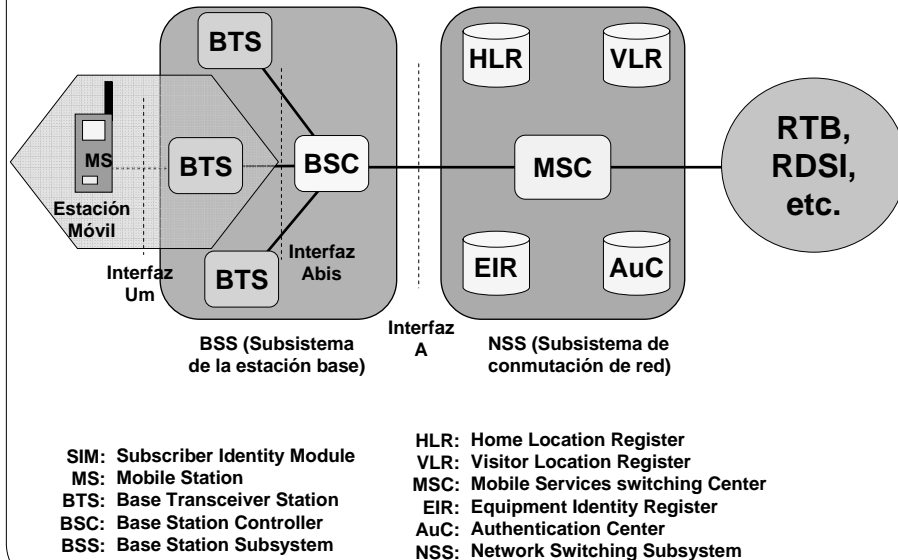 BTS
HLR
VLR
MS
BTS
BSC
MSC
RTB,
RDSI,
etc.
Estación
Móvil
Interfaz
Um
BTS
Interfaz
Abis
EIR
AuC
Interfaz
A
BSS (Subsistema
de la estación base)
NSS (Subsistema de
conmutación de red)
SIM: Subscriber Identity Module
MS: Mobile Station
BTS: Base Transceiver Station
BSC: Base Station Controller
BSS: Base Station Subsystem
HLR: Home Location Register
VLR: Visitor Location Register
MSC: Mobile Services switching Center
EIR: Equipment Identity Register
AuC: Authentication Center
NSS: Network Switching Subsystem